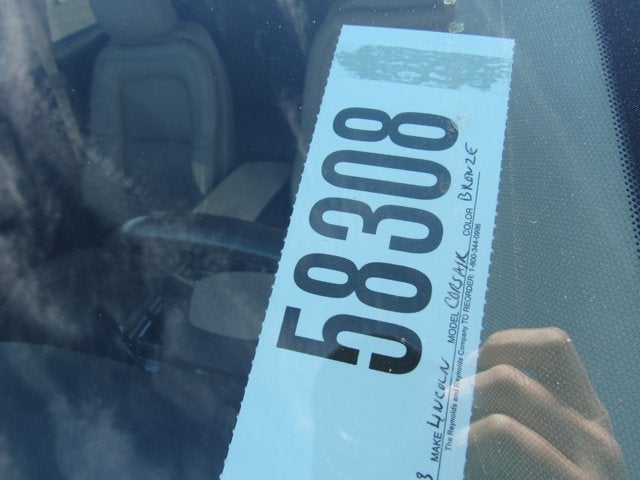 58308
3 MAKE LINCOLN MODEL CORSAIR COLOR BRONZE
The Reynolds and Reynolds Company TO REORDER: 1-800-344-0996